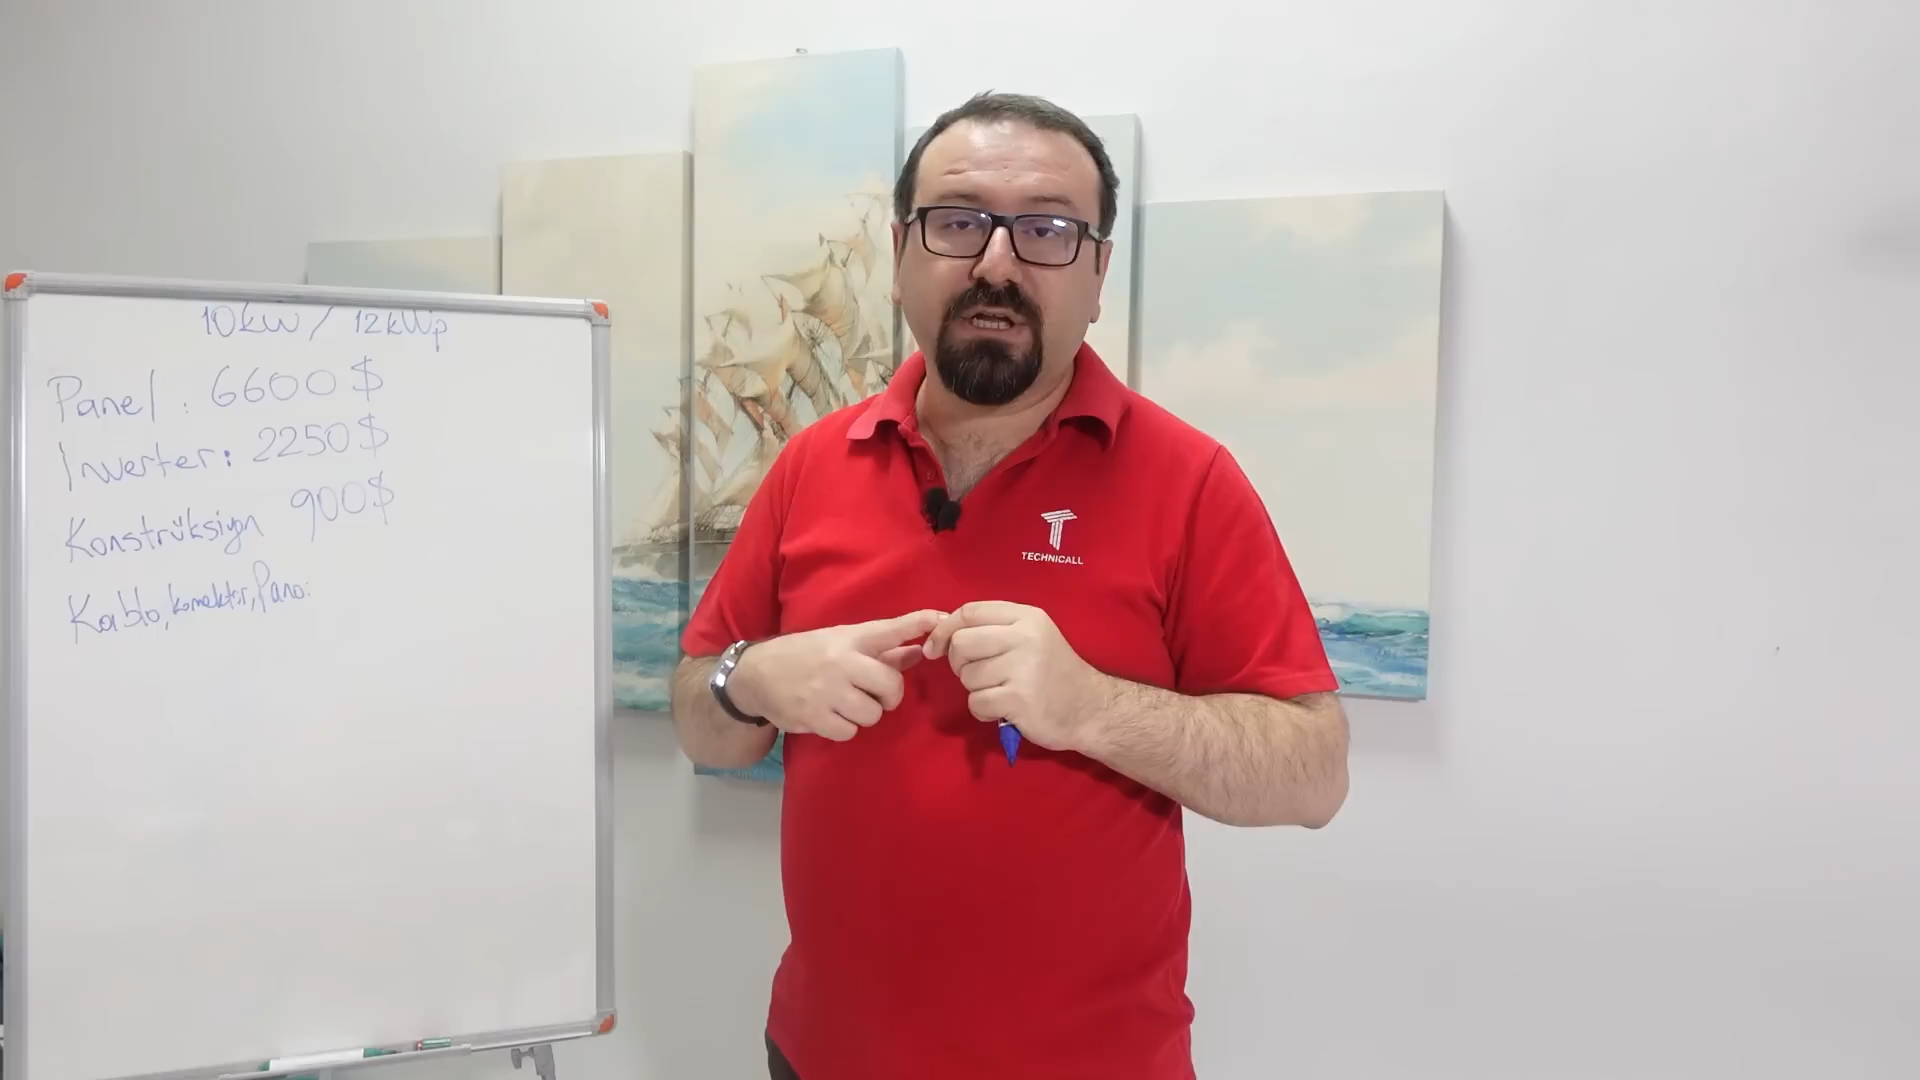 10kW / 12kWp
Panel : 6600$
Inverter: 2250$
Konstrüksiyon 900$
Kablo, konnektör, Pano:
T
TECHNICALL